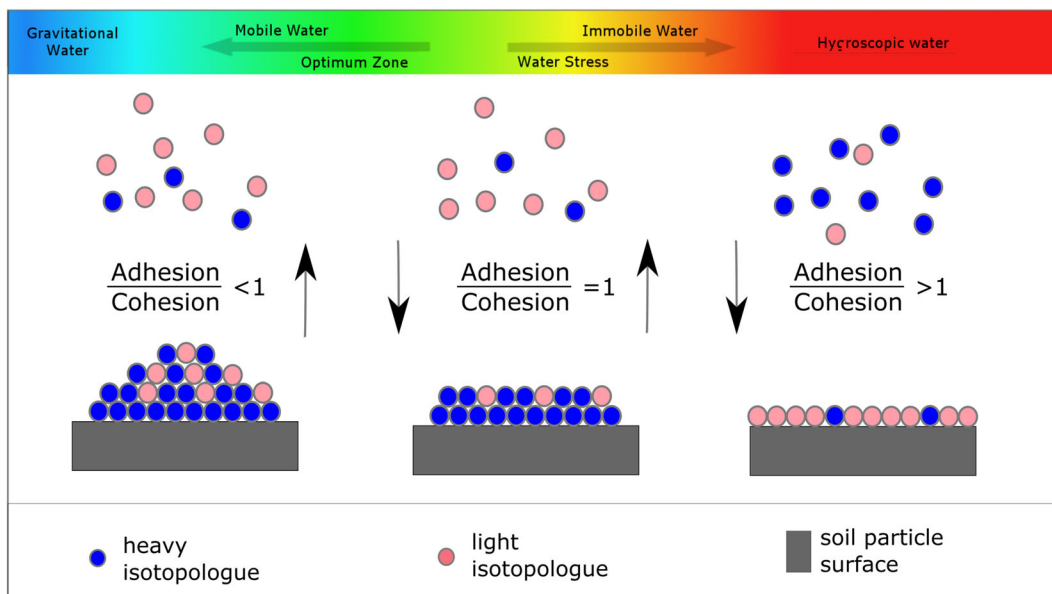 Gravitational
Water
Mobile Water
Optimum Zone
Immobile Water
Water Stress
Hyçroscopic water
Adhesion
Cohesion
<1
Adhesion
Cohesion
=1
Adhesion
Cohesion
>1
heavy
isotopologue
light
isotopologue
soil particle
surface